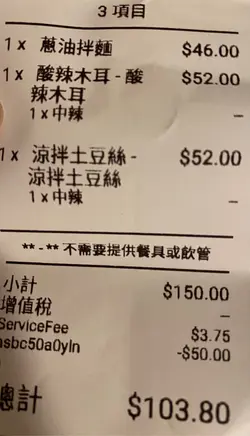 3 項目
1 x 蔥油拌麵 $46.00
1 x 酸辣木耳 - 酸 $52.00
辣木耳
1 x 中辣 –
1 x 涼拌土豆絲 - $52.00
涼拌土豆絲
1 x 中辣 –
** - ** 不需要提供餐具或飲管
小計 $150.00
增值稅 –
ServiceFee $3.75
hsbc50a0yln -$50.00
總計 $103.80